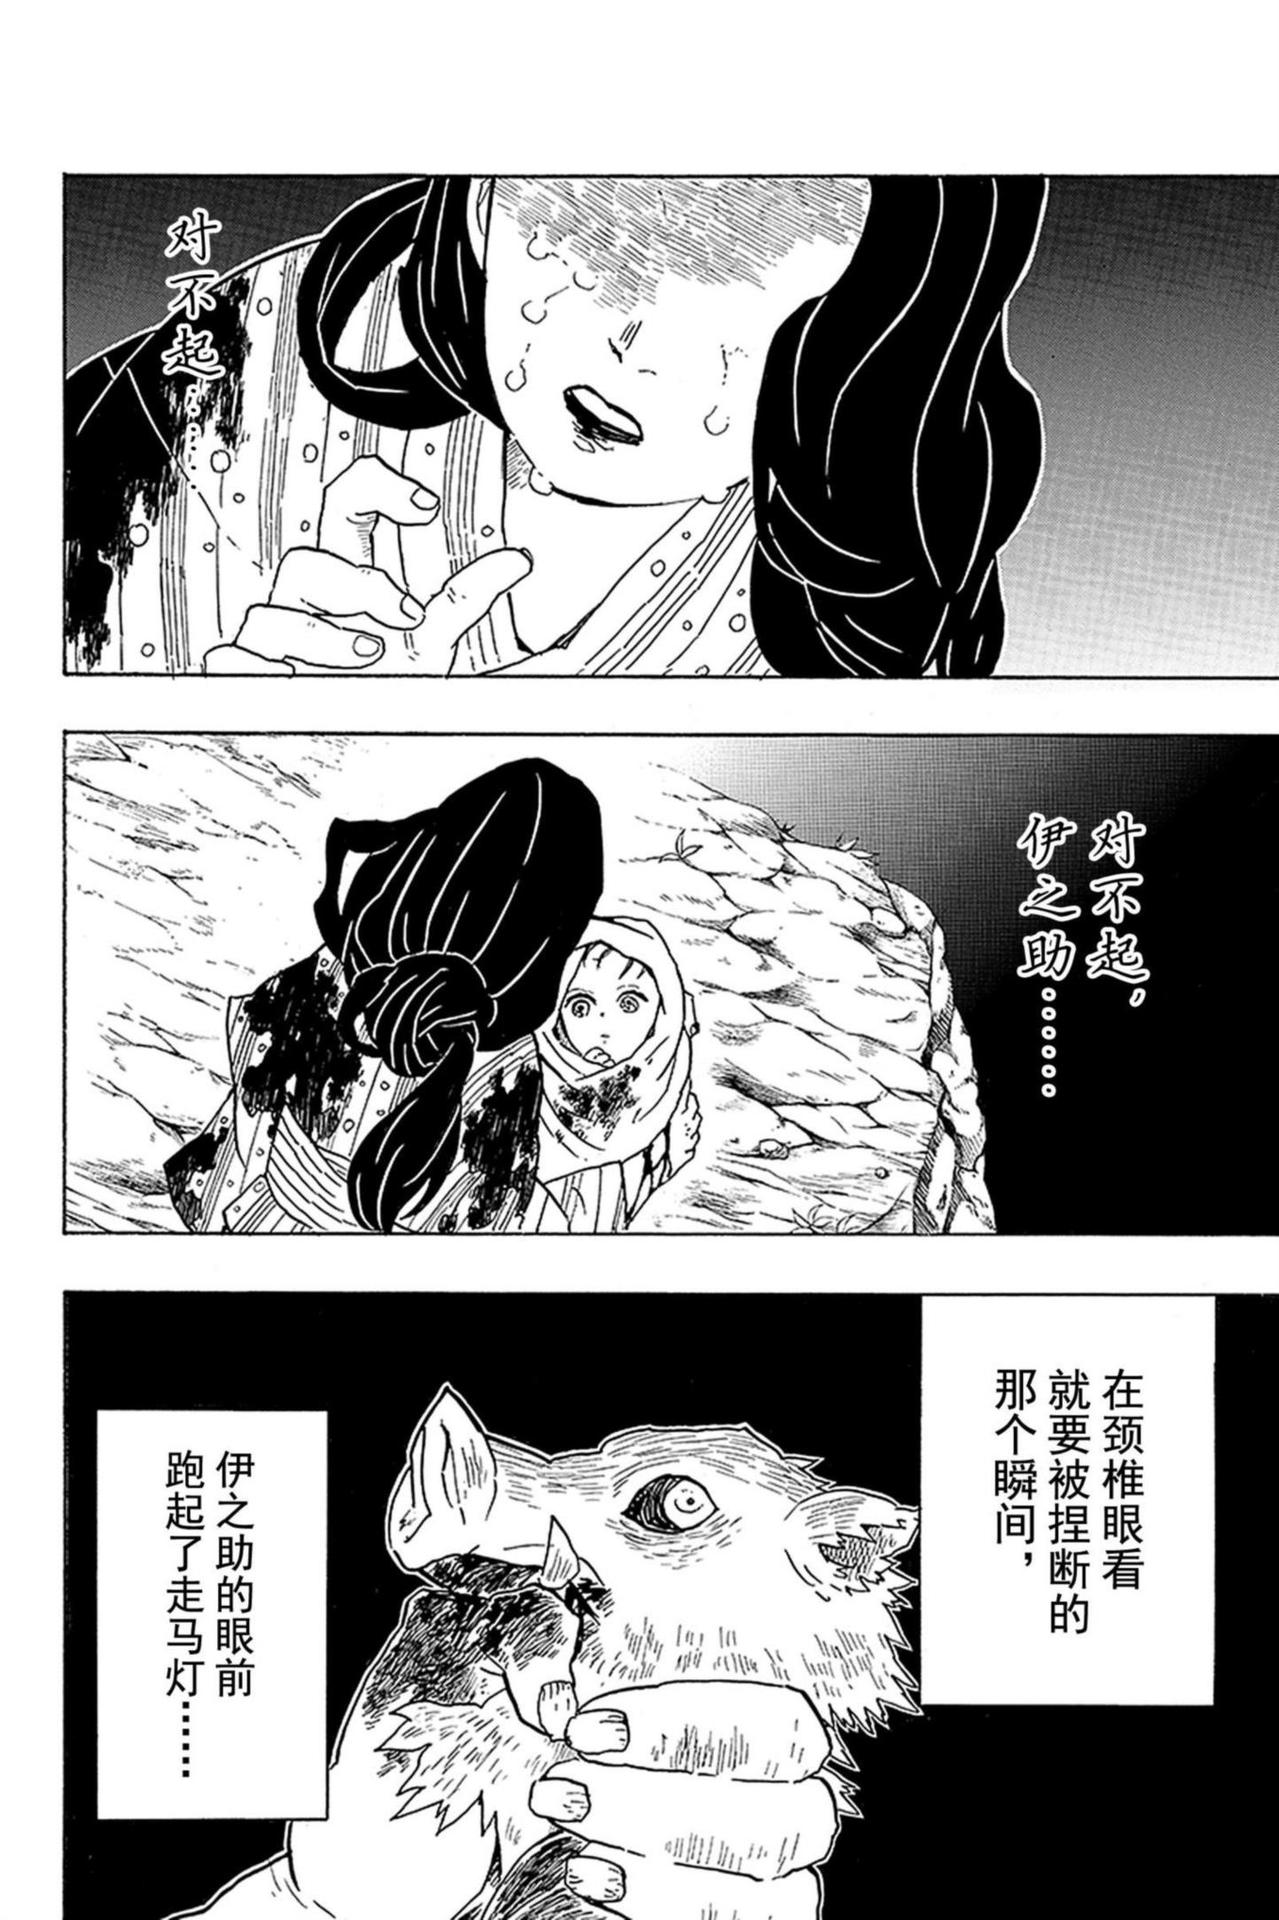 对不起……
对不起，
伊之助……
在颈椎眼看
就要被捏断的
那个瞬间，
伊之助的眼前
跑起了走马灯……